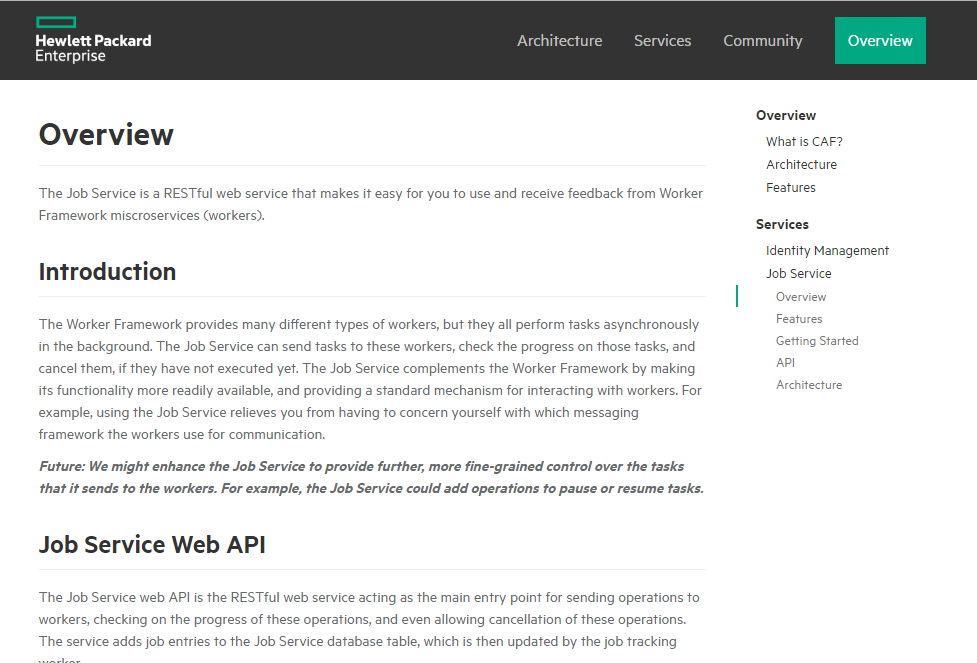 Hewlett Packard
Enterprise
Architecture Services Community Overview
Overview
The Job Service is a RESTful web service that makes it easy for you to use and receive feedback from Worker
Framework miscroservices (workers).
Introduction
The Worker Framework provides many different types of workers, but they all perform tasks asynchronously
in the background. The Job Service can send tasks to these workers, check the progress on those tasks, and
cancel them, if they have not executed yet. The Job Service complements the Worker Framework by making
its functionality more readily available, and providing a standard mechanism for interacting with workers. For
example, using the Job Service relieves you from having to concern yourself with which messaging
framework the workers use for communication.
Future: We might enhance the Job Service to provide further, more fine-grained control over the tasks
that it sends to the workers. For example, the Job Service could add operations to pause or resume tasks.
Job Service Web API
The Job Service web API is the RESTful web service acting as the main entry point for sending operations to
workers, checking on the progress of these operations, and even allowing cancellation of these operations.
The service adds job entries to the Job Service database table, which is then updated by the job tracking
worker.
Overview
What is CAF?
Architecture
Features
Services
Identity Management
Job Service
Overview
Features
Getting Started
API
Architecture